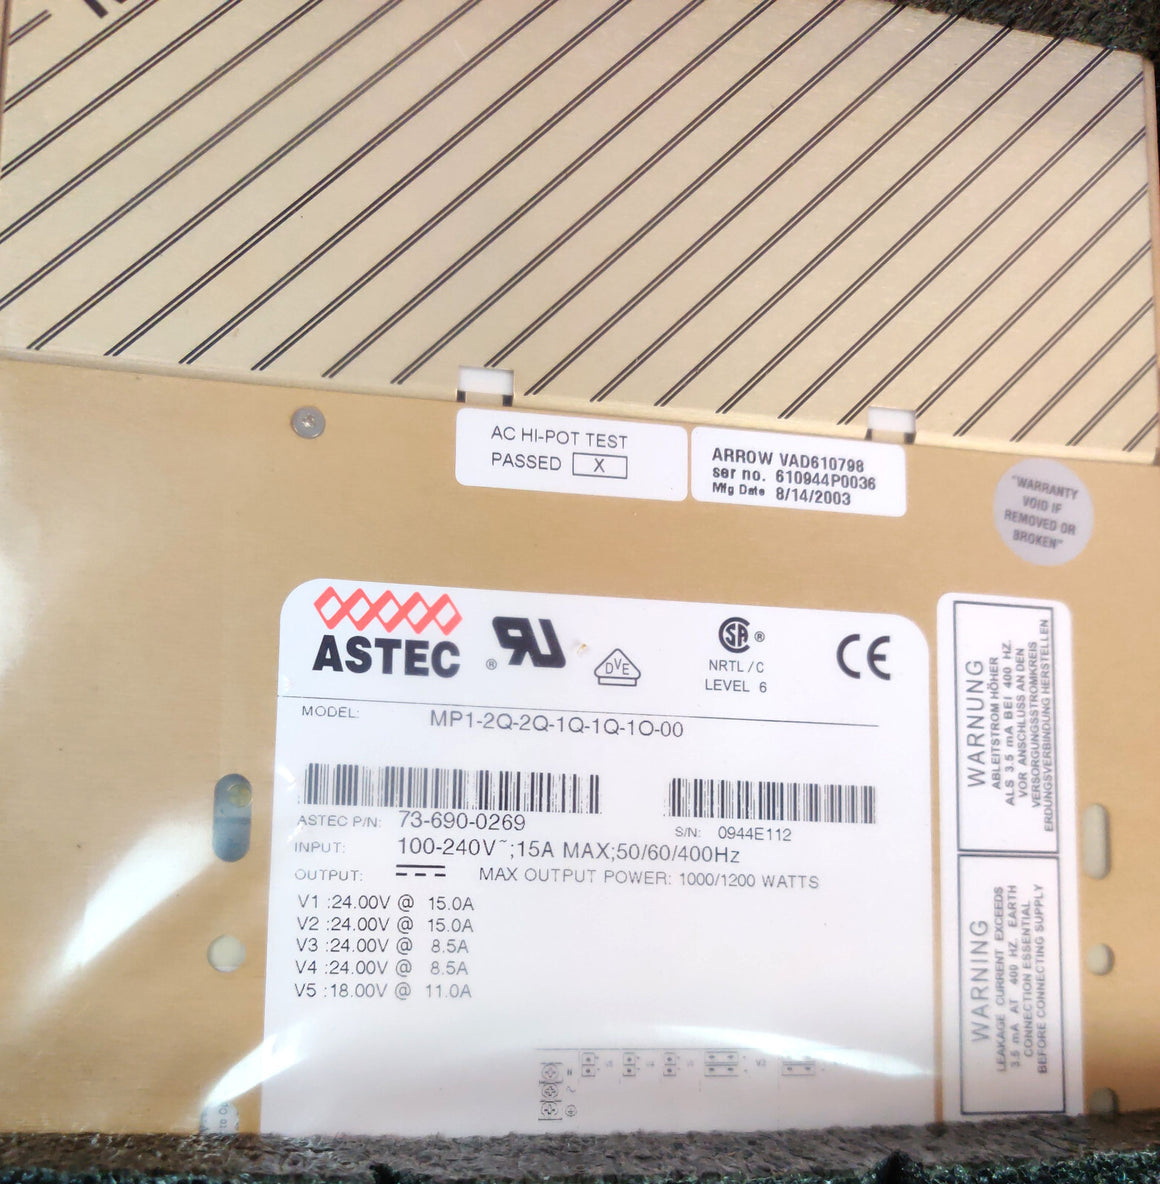 AC HI-POT TEST
PASSED X
ARROW VAD610798
ser no. 610944P0036
Mfg Date 8/14/2003
"WARRANTY
VOID IF
REMOVED OR
BROKEN"
ASTEC
®
DVE
®
NRTL/C
LEVEL 6
CE
MODEL: MP1-2Q-2Q-1Q-1Q-1O-00
ASTEC P/N: 73-690-0269
S/N: 0944E112
INPUT: 100-240V~;15A MAX;50/60/400Hz
OUTPUT: MAX OUTPUT POWER: 1000/1200 WATTS
V1 :24.00V @ 15.0A
V2 :24.00V @ 15.0A
V3 :24.00V @ 8.5A
V4 :24.00V @ 8.5A
V5 :18.00V @ 11.0A
WARNUNG
ABLEITSTROM HÖHER
ALS 3.5 mA BEI 400 HZ.
VOR ANSCHLUSS AN DEN
VERSORGUNGSSTROMKREIS
ERDUNGSVERBINDUNG HERSTELLEN
WARNING
LEAKAGE CURRENT EXCEEDS
3.5 mA AT 400 HZ. EARTH
CONNECTION ESSENTIAL
BEFORE CONNECTING SUPPLY